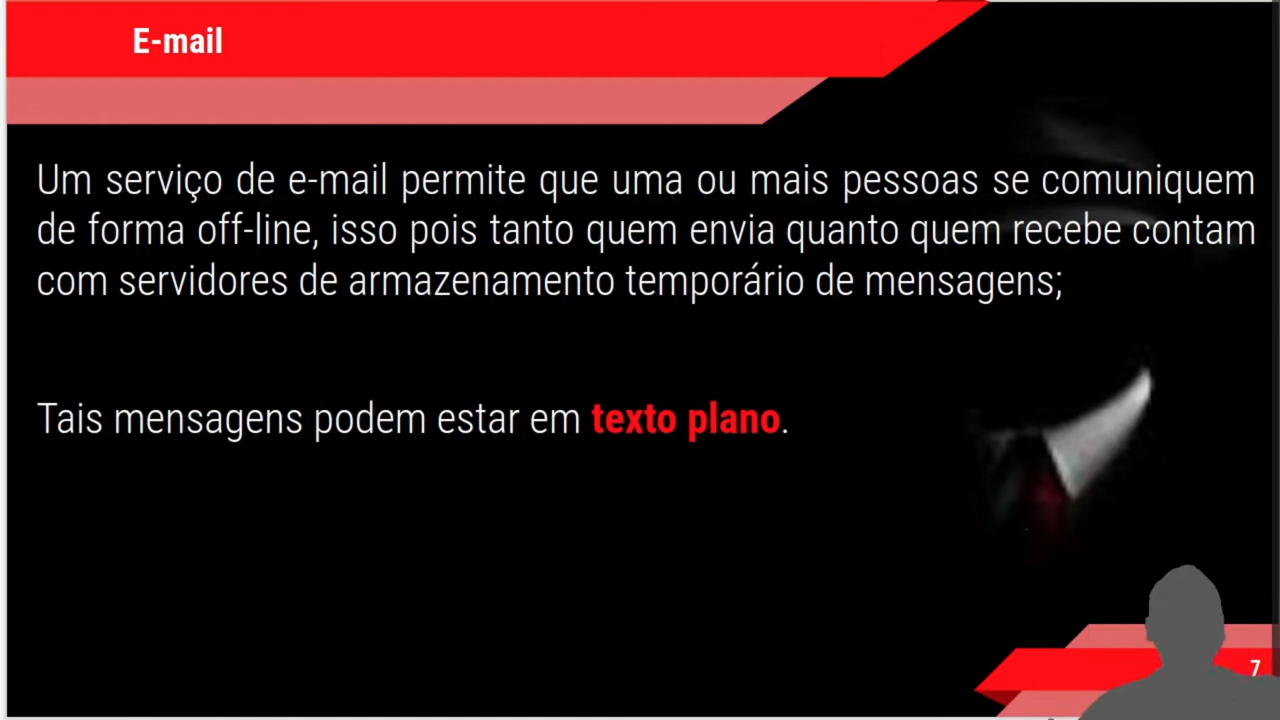 E-mail
Um serviço de e-mail permite que uma ou mais pessoas se comuniquem
de forma off-line, isso pois tanto quem envia quanto quem recebe contam
com servidores de armazenamento temporário de mensagens;
Tais mensagens podem estar em texto plano.
7